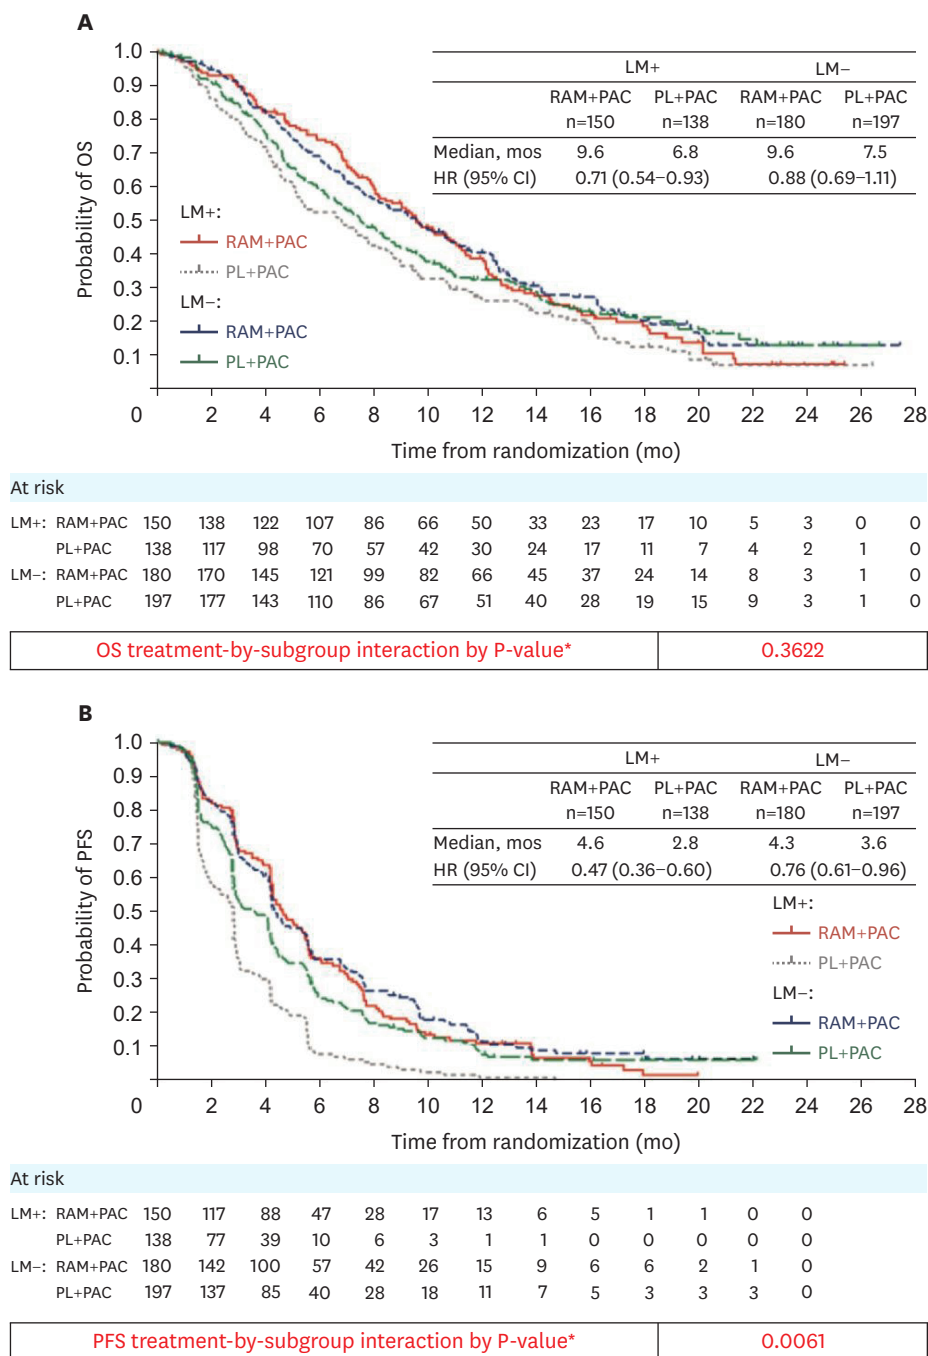 A
LM+ LM−
RAM+PAC PL+PAC RAM+PAC PL+PAC
n=150 n=138 n=180 n=197
Median, mos 9.6 6.8 9.6 7.5
HR (95% CI) 0.71 (0.54–0.93) 0.88 (0.69–1.11)
Probability of OS
1.0
0.9
0.8
0.7
0.6
0.5
0.4
0.3
0.2
0.1
LM+:
RAM+PAC
PL+PAC
LM−:
RAM+PAC
PL+PAC
0 2 4 6 8 10 12 14 16 18 20 22 24 26 28
Time from randomization (mo)
At risk
LM+: RAM+PAC 150 138 122 107 86 66 50 33 23 17 10 5 3 0 0
PL+PAC 138 117 98 70 57 42 30 24 17 11 7 4 2 1 0
LM−: RAM+PAC 180 170 145 121 99 82 66 45 37 24 14 8 3 1 0
PL+PAC 197 177 143 110 86 67 51 40 28 19 15 9 3 1 0
OS treatment-by-subgroup interaction by P-value* 0.3622
B
LM+ LM−
RAM+PAC PL+PAC RAM+PAC PL+PAC
n=150 n=138 n=180 n=197
Median, mos 4.6 2.8 4.3 3.6
HR (95% CI) 0.47 (0.36–0.60) 0.76 (0.61–0.96)
Probability of PFS
1.0
0.9
0.8
0.7
0.6
0.5
0.4
0.3
0.2
0.1
LM+:
RAM+PAC
PL+PAC
LM−:
RAM+PAC
PL+PAC
0 2 4 6 8 10 12 14 16 18 20 22 24 26 28
Time from randomization (mo)
At risk
LM+: RAM+PAC 150 117 88 47 28 17 13 6 5 1 1 0 0
PL+PAC 138 77 39 10 6 3 1 1 0 0 0 0 0
LM−: RAM+PAC 180 142 100 57 42 26 15 9 6 6 2 1 0
PL+PAC 197 137 85 40 28 18 11 7 5 3 3 3 0
PFS treatment-by-subgroup interaction by P-value* 0.0061